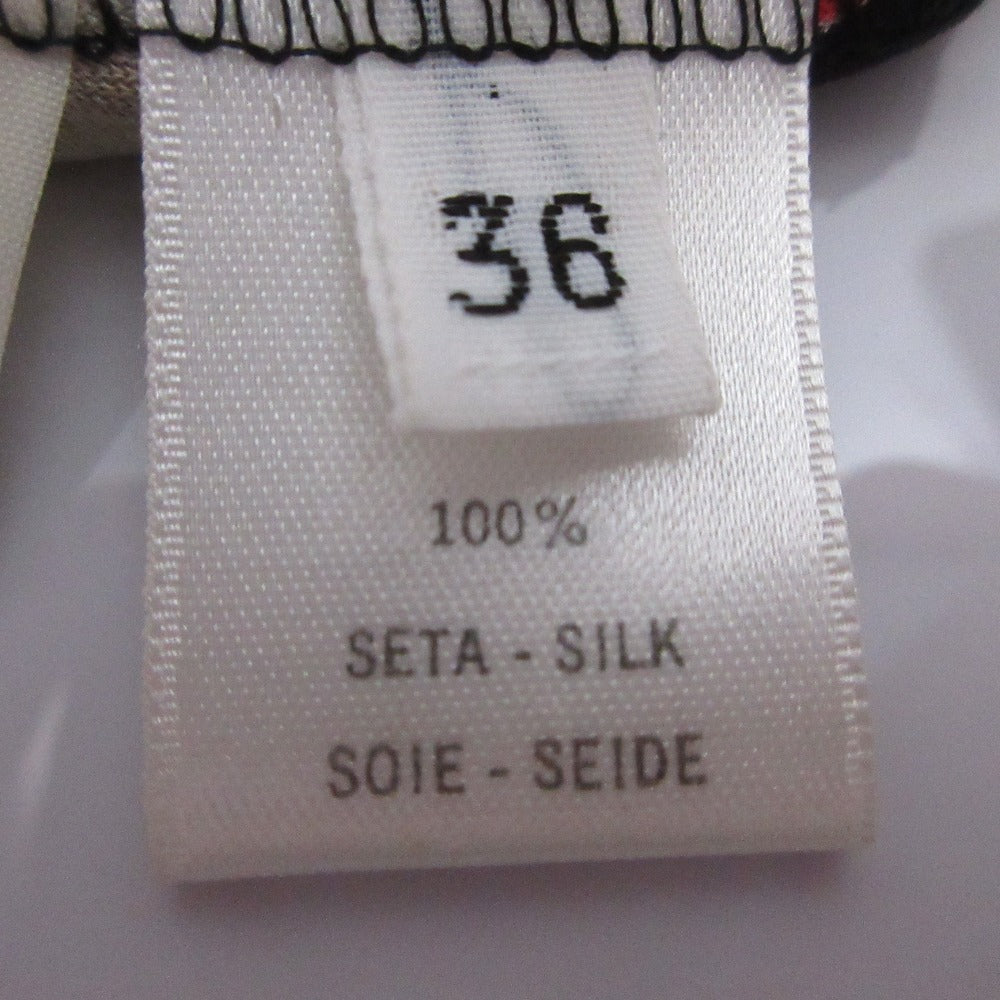 36
100%
SETA - SILK
SOIE - SEIDE